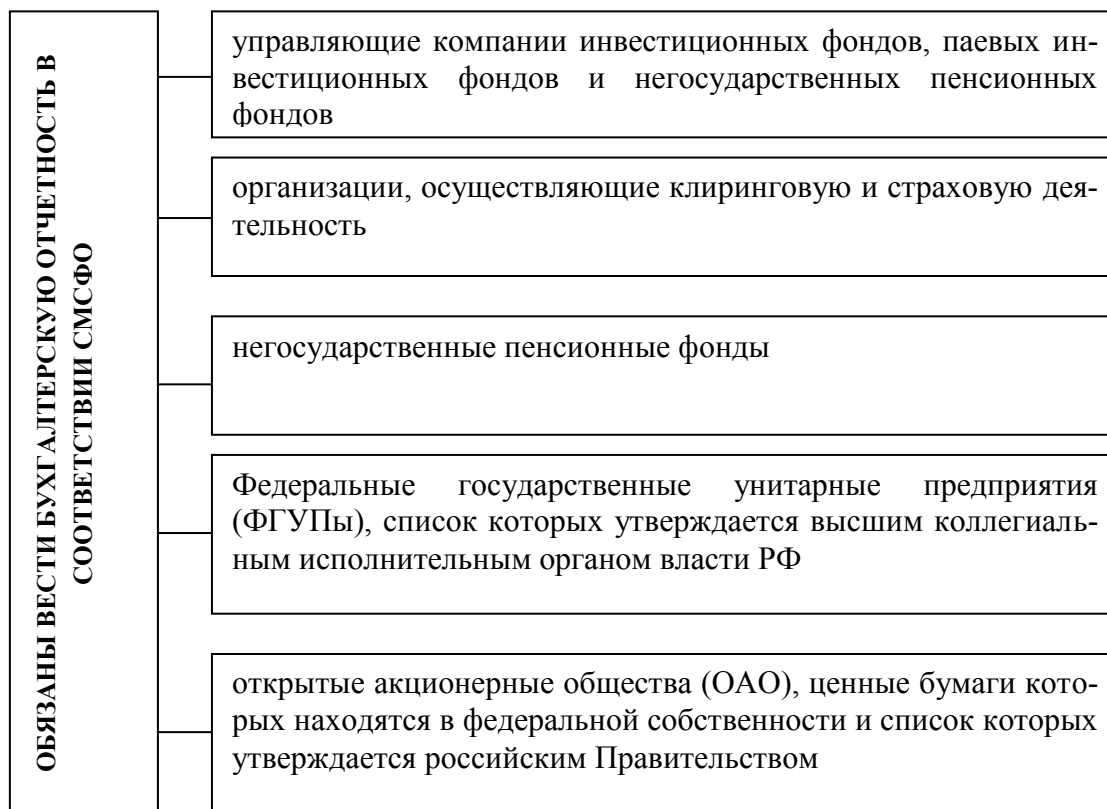 ОБЯЗАНЫ ВЕСТИ БУХГАЛТЕРСКУЮ ОТЧЕТНОСТЬ В
СООТВЕТСТВИИ СМСФО
управляющие компании инвестиционных фондов, паевых ин-
вестиционных фондов и негосударственных пенсионных
фондов
организации, осуществляющие клиринговую и страховую дея-
тельность
негосударственные пенсионные фонды
Федеральные государственные унитарные предприятия
(ФГУПы), список которых утверждается высшим коллегиаль-
ным исполнительным органом власти РФ
открытые акционерные общества (ОАО), ценные бумаги кото-
рых находятся в федеральной собственности и список которых
утверждается российским Правительством